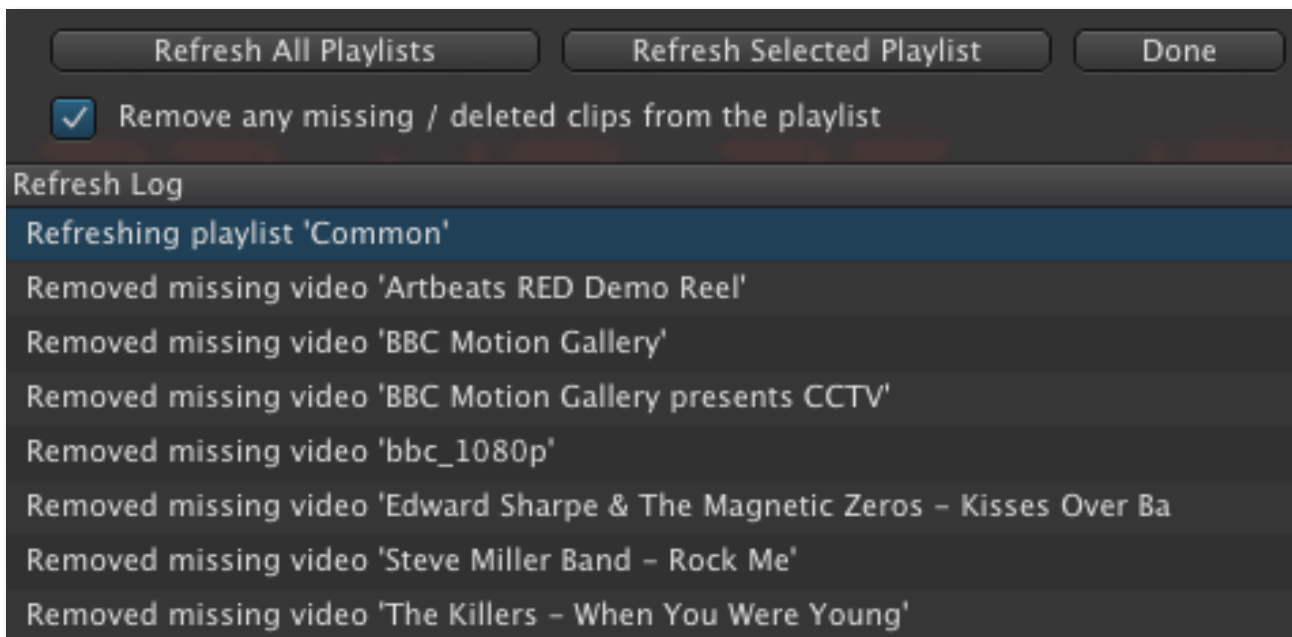 Refresh All Playlists Refresh Selected Playlist Done
Remove any missing / deleted clips from the playlist
Refresh Log
Refreshing playlist 'Common'
Removed missing video 'Artbeats RED Demo Reel'
Removed missing video 'BBC Motion Gallery'
Removed missing video 'BBC Motion Gallery presents CCTV'
Removed missing video 'bbc_1080p'
Removed missing video 'Edward Sharpe & The Magnetic Zeros – Kisses Over Ba
Removed missing video 'Steve Miller Band – Rock Me'
Removed missing video 'The Killers – When You Were Young'